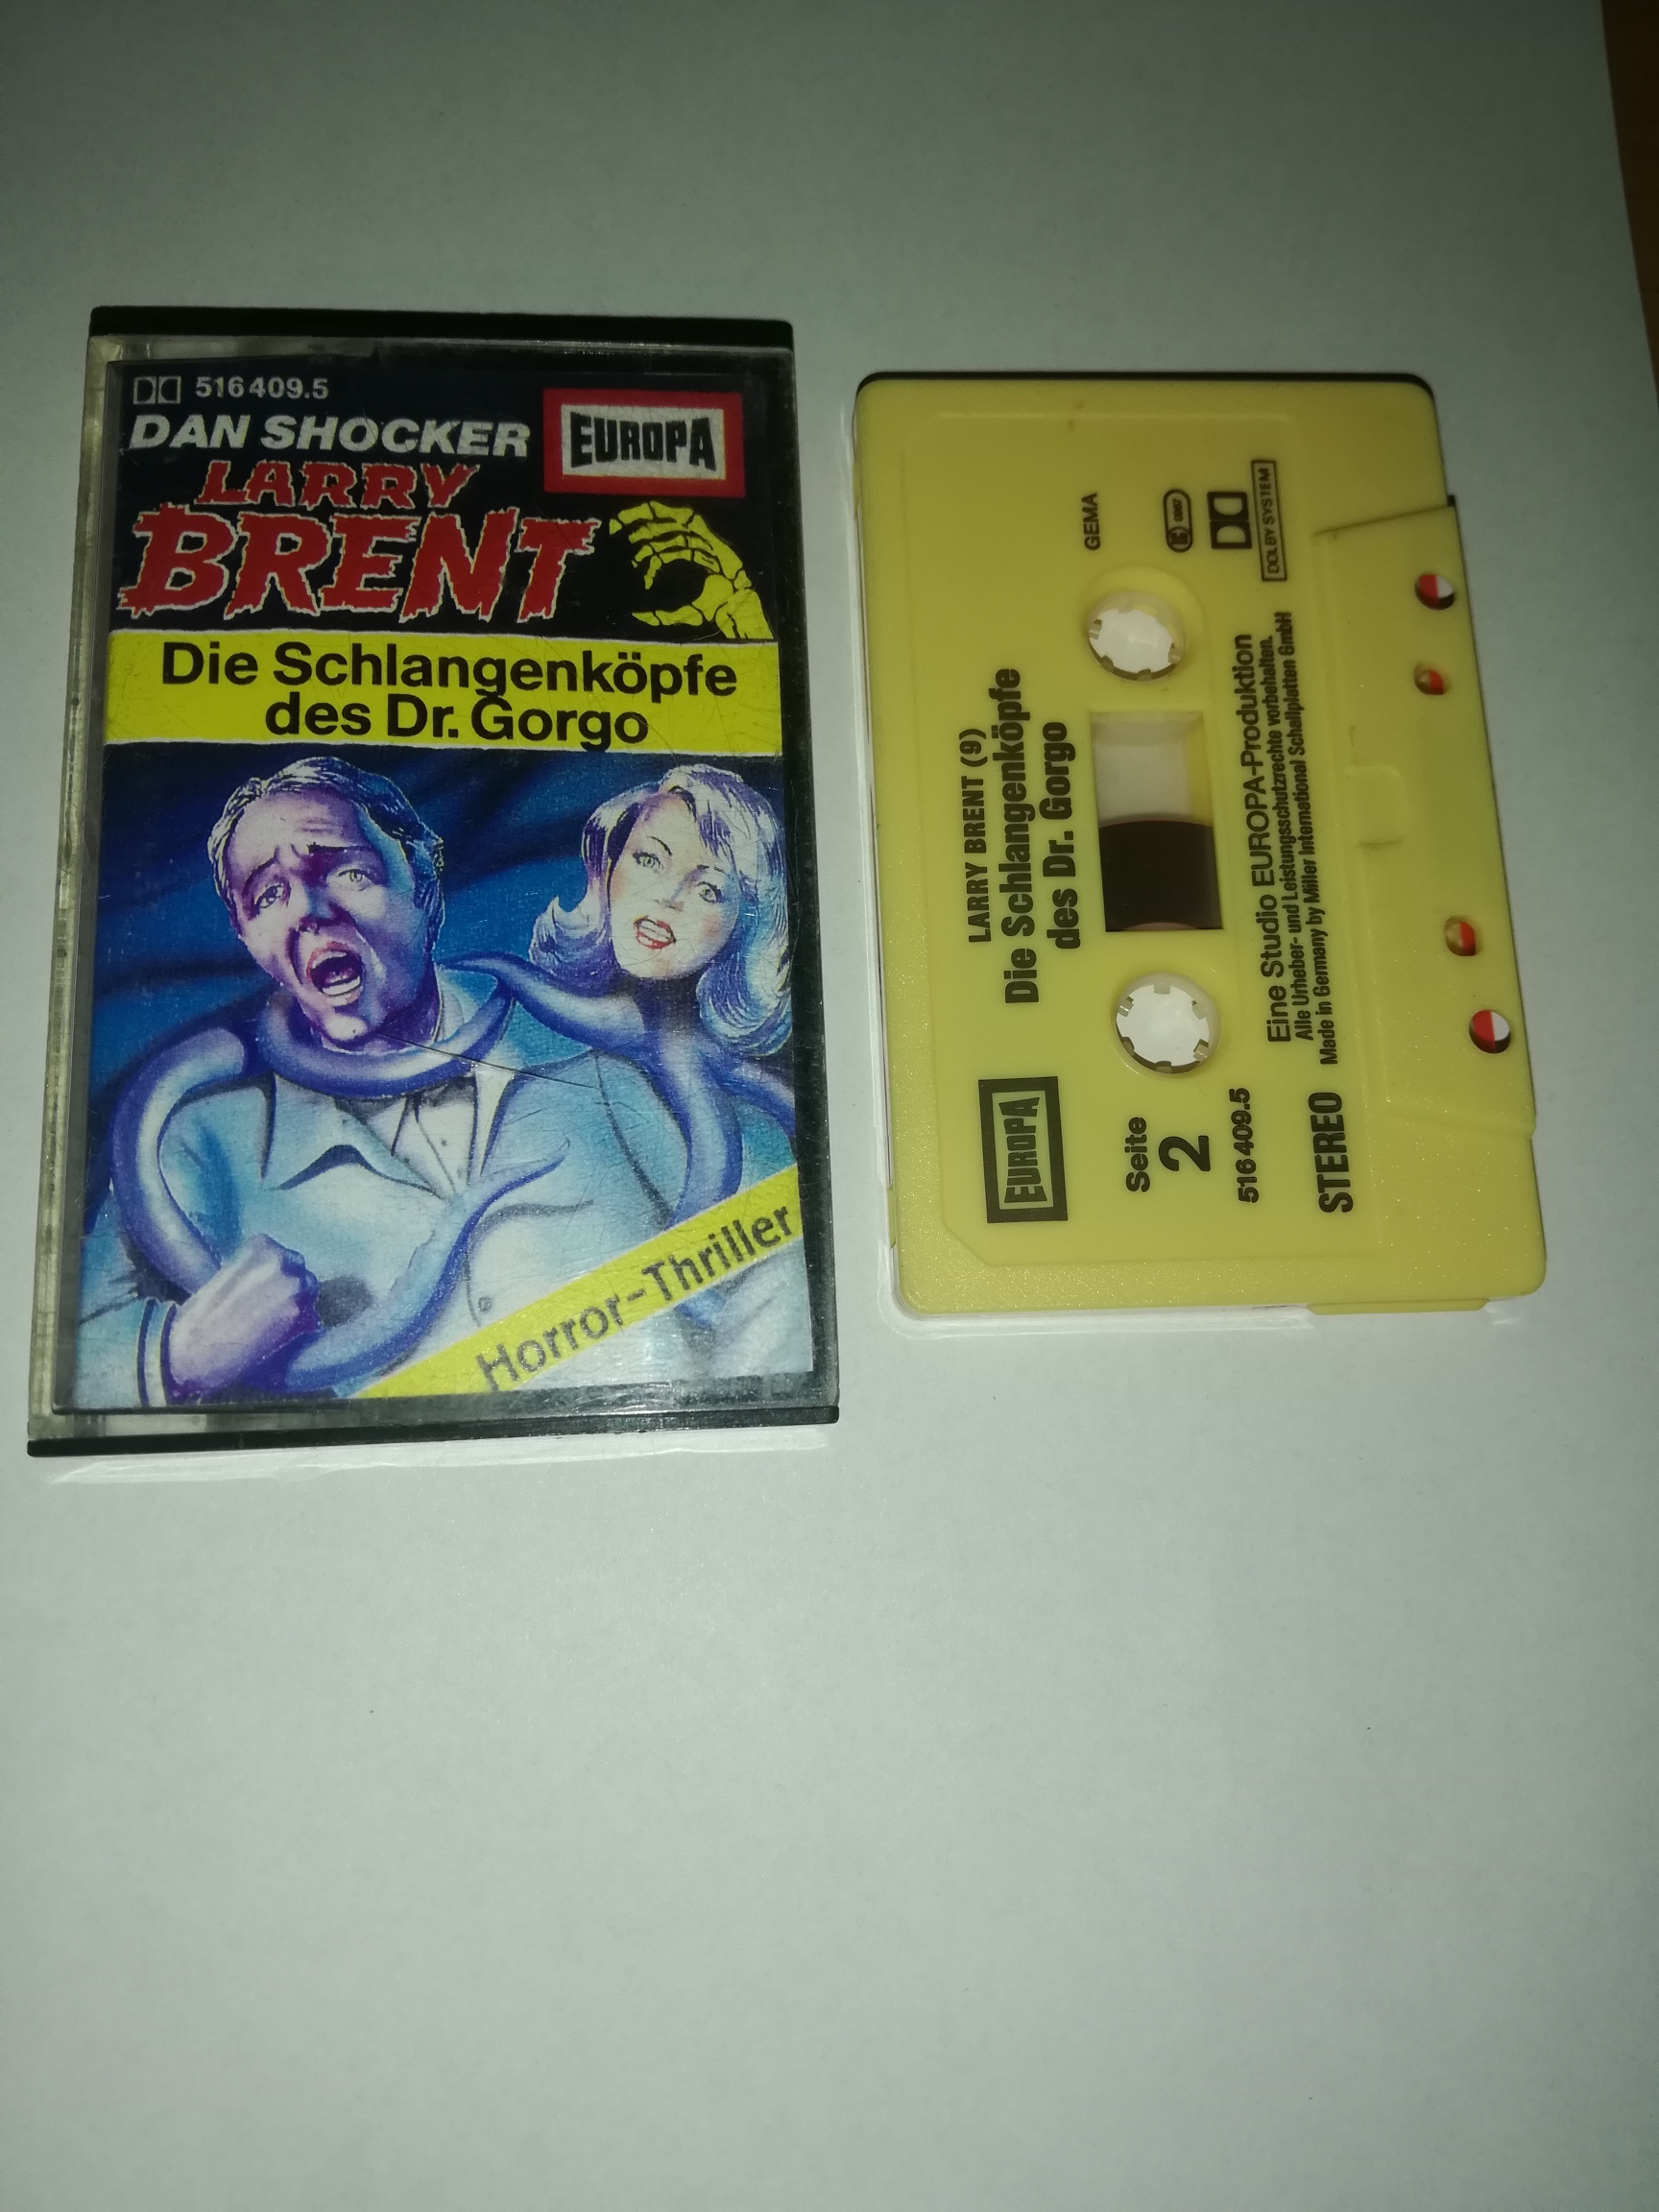 516 409.5
DAN SHOCKER
EUROPA
LARRY
BRENT
Die Schlangenköpfe
des Dr. Gorgo
Horror-Thriller
LARRY BRENT (9)
Die Schlangenköpfe
des Dr. Gorgo
EUROPA
Seite
2
516 409.5
STEREO
GEMA
DOLBY SYSTEM
Eine Studio EUROPA-Produktion
Alle Urheber- und Leistungsschutzrechte vorbehalten.
Made in Germany by Miller International Schallplatten GmbH